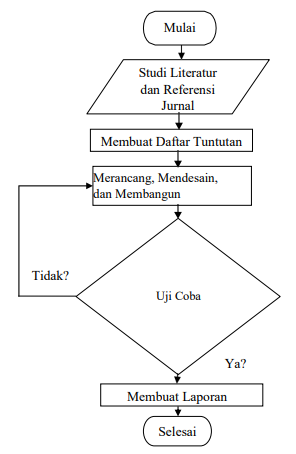 Mulai
Studi Literatur
dan Referensi
Jurnal
Membuat Daftar Tuntutan
Merancang, Mendesain,
dan Membangun
Tidak?
Uji Coba
Ya?
Membuat Laporan
Selesai